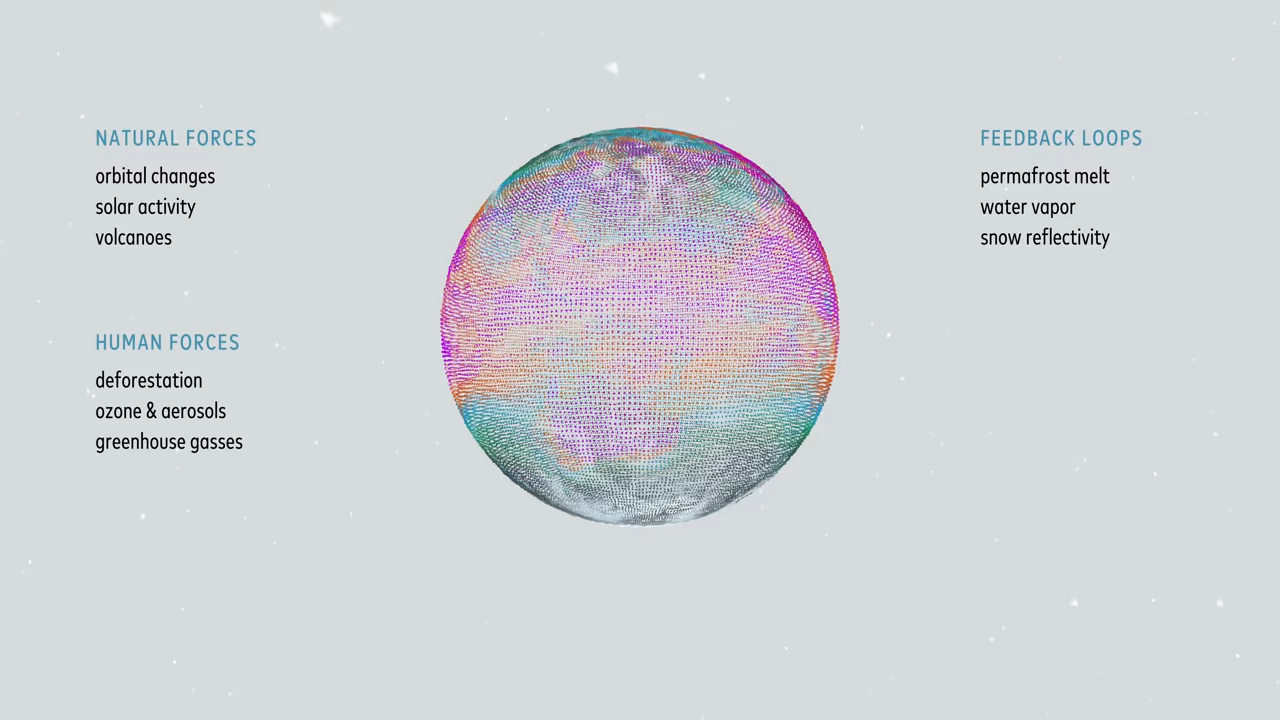 NATURAL FORCES
orbital changes
solar activity
volcanoes
HUMAN FORCES
deforestation
ozone & aerosols
greenhouse gasses
FEEDBACK LOOPS
permafrost melt
water vapor
snow reflectivity